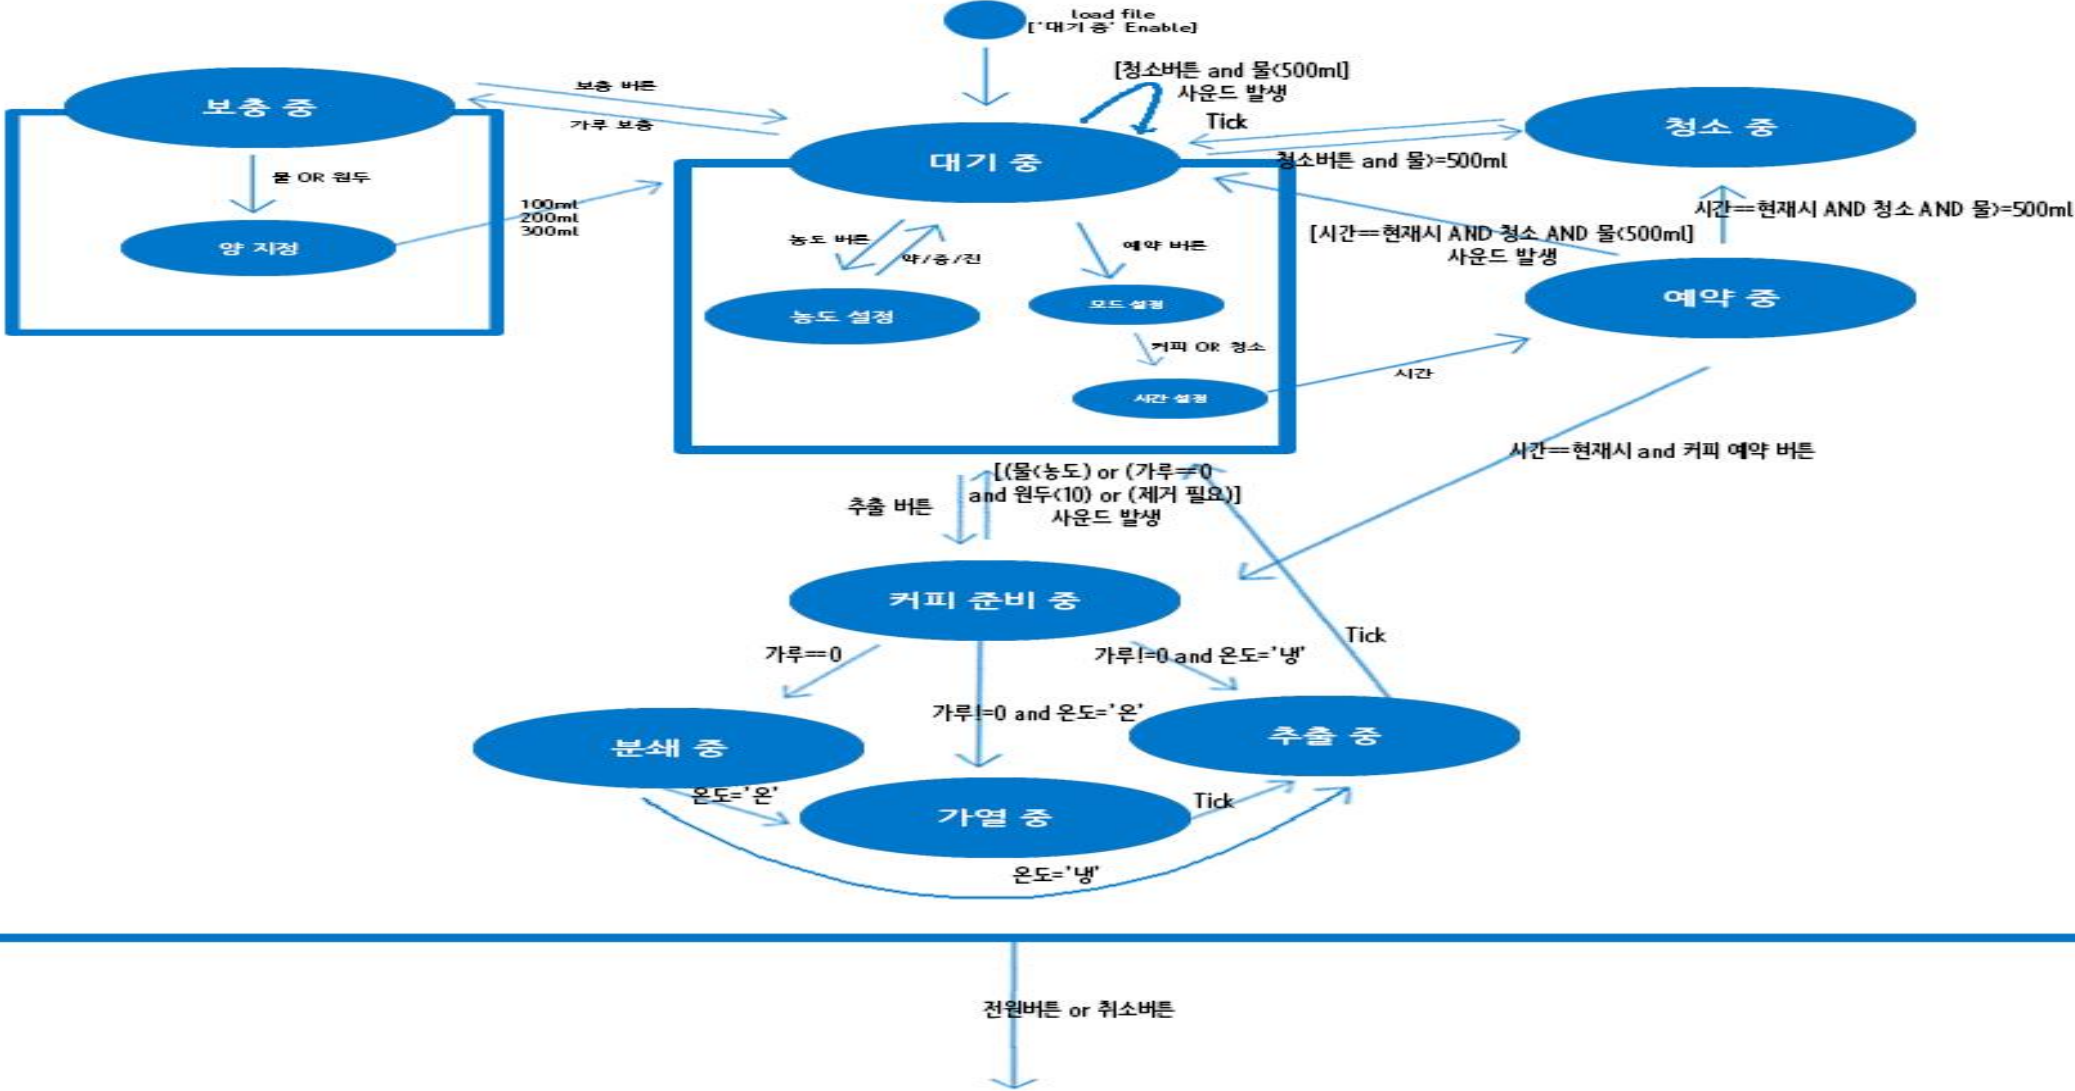 load file
['대기 중' Enable]
[청소버튼 and 물<500ml]
사운드 발생
Tick
보충 버튼
가루 보충
보충 중
대기 중
청소 중
청소버튼 and 물>=500ml
물 OR 원두
100ml
200ml
300ml
양 지정
농도 버튼
약/중/진
예약 버튼
시간==현재시 AND 청소 AND 물>=500ml
[시간==현재시 AND 청소 AND 물<500ml]
사운드 발생
예약 중
농도 설정
모드 설정
커피 OR 청소
시간
시간 설정
시간==현재시 and 커피 예약 버튼
추출 버튼
[(물<농도) or (가루==0
and 원두<10) or (제거 필요)]
사운드 발생
커피 준비 중
가루==0
가루!=0 and 온도='냉'
Tick
가루!=0 and 온도='온'
분쇄 중
추출 중
온도='온'
가열 중
Tick
온도='냉'
전원버튼 or 취소버튼